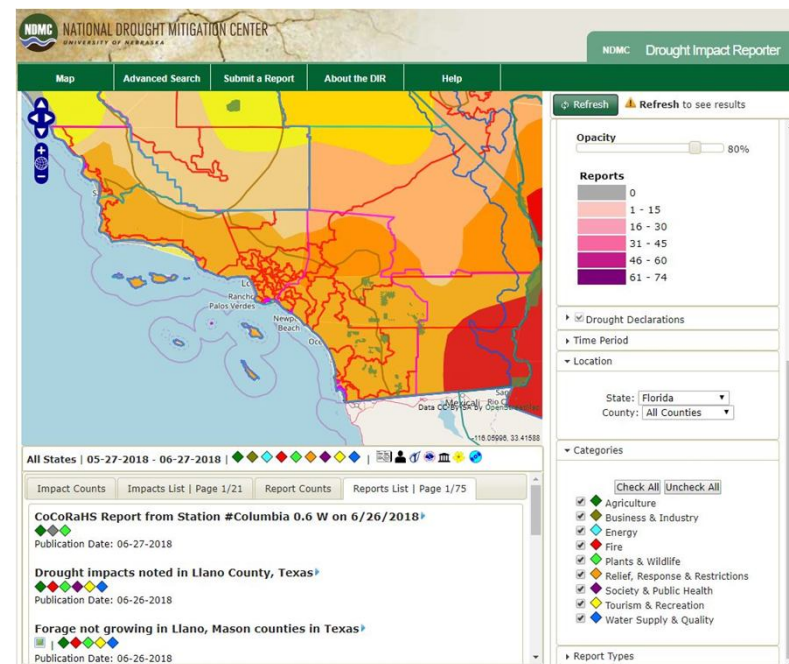 NDMC NATIONAL DROUGHT MITIGATION CENTER
UNIVERSITY OF NEBRASKA
NDMC Drought Impact Reporter
Map Advanced Search Submit a Report About the DIR Help
Refresh Refresh to see results
Opacity
80%
Reports
0
1 - 15
16 - 30
31 - 45
46 - 60
61 - 74
Drought Declarations
Time Period
Location
State: Florida
County: All Counties
Categories
Check All Uncheck All
Agriculture
Business & Industry
Energy
Fire
Plants & Wildlife
Relief, Response & Restrictions
Society & Public Health
Tourism & Recreation
Water Supply & Quality
Report Types
Rancho
Palos Verdes
Newp
Beach
Oce
Mexicali
Data CC-By-SA by OpenStreetMap
-116.05996, 33.41588
All States | 05-27-2018 - 06-27-2018 | |
Impact Counts Impacts List | Page 1/21 Report Counts Reports List | Page 1/75
CoCoRaHS Report from Station #Columbia 0.6 W on 6/26/2018
Publication Date: 06-27-2018
Drought impacts noted in Llano County, Texas
Publication Date: 06-26-2018
Forage not growing in Llano, Mason counties in Texas
|
Publication Date: 06-26-2018